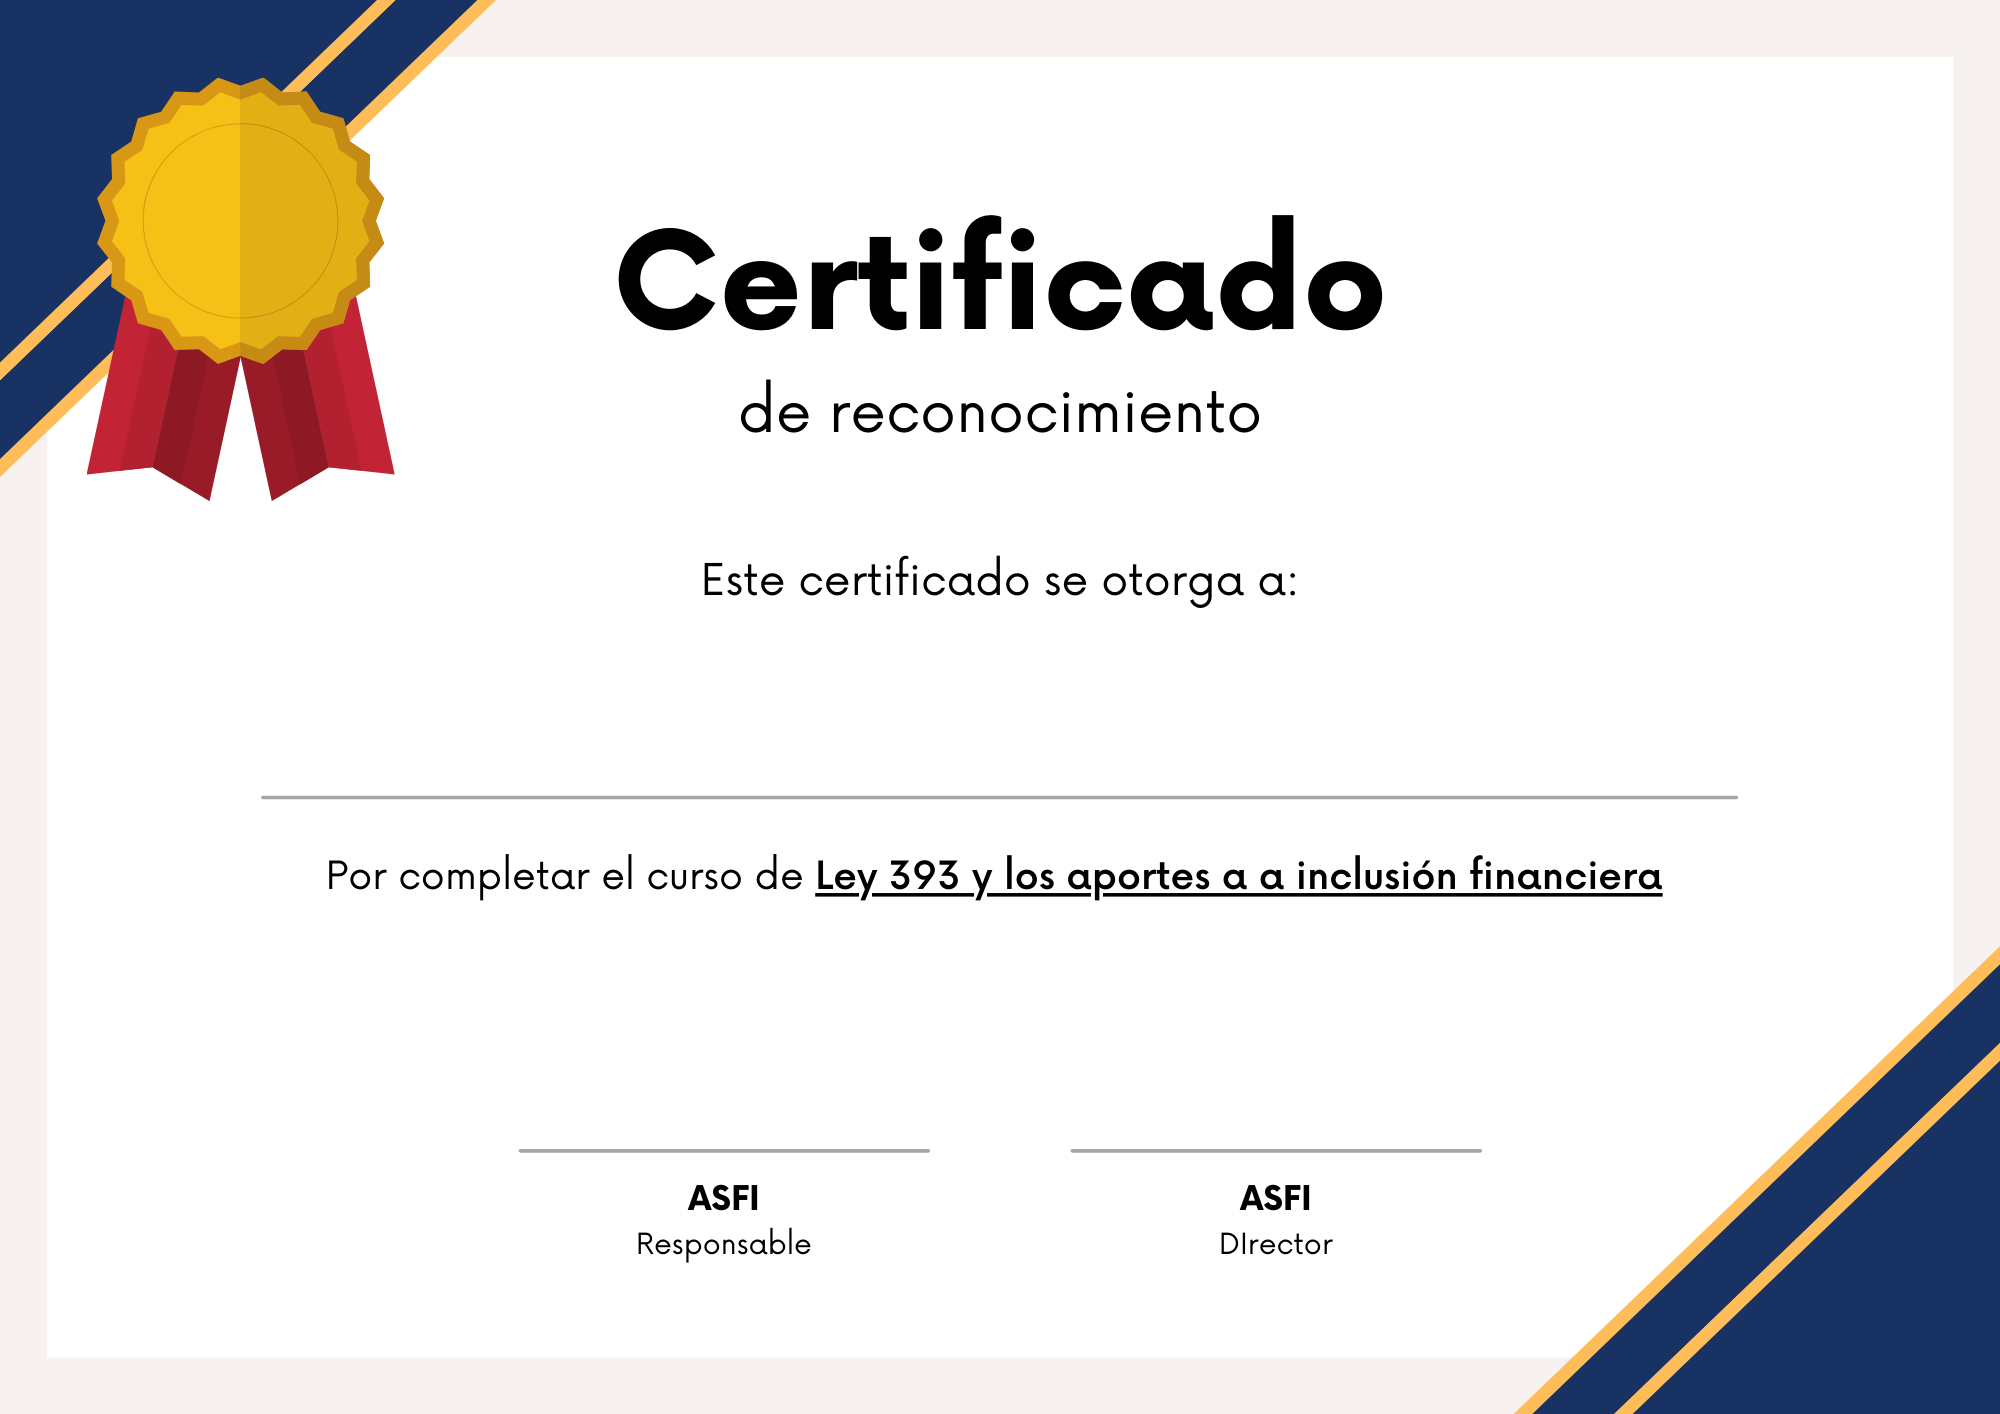 Certificado
de reconocimiento
Este certificado se otorga a:
Por completar el curso de Ley 393 y los aportes a a inclusión financiera
ASFI
Responsable
ASFI
DIrector